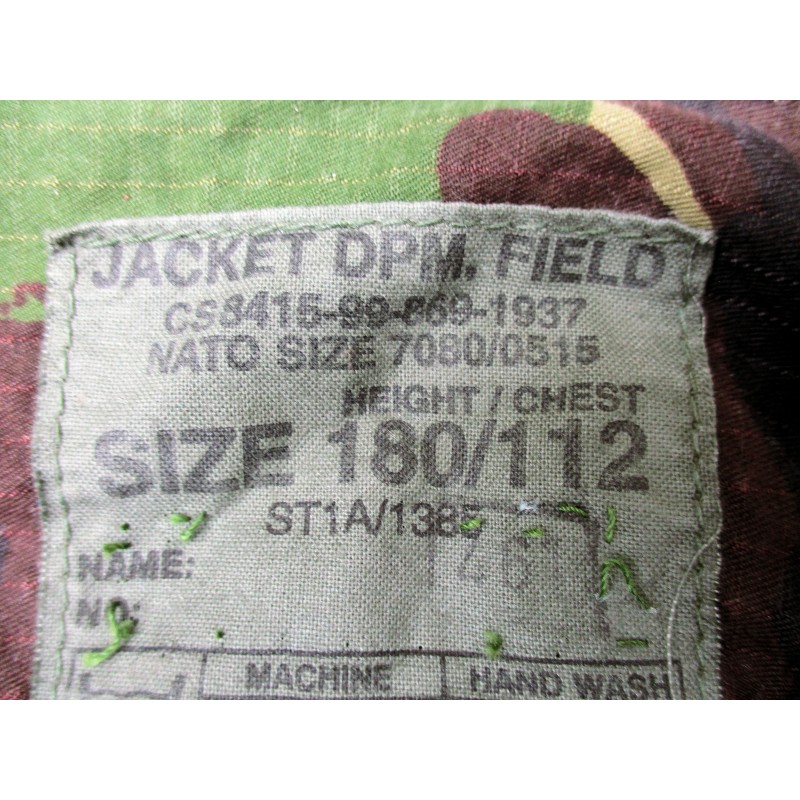 JACKET DPM. FIELD
CS8415-99-869-1937
NATO SIZE 7080/0515
HEIGHT / CHEST
SIZE 180/112
ST1A/1385
NAME:
NO:
MACHINE HAND WASH